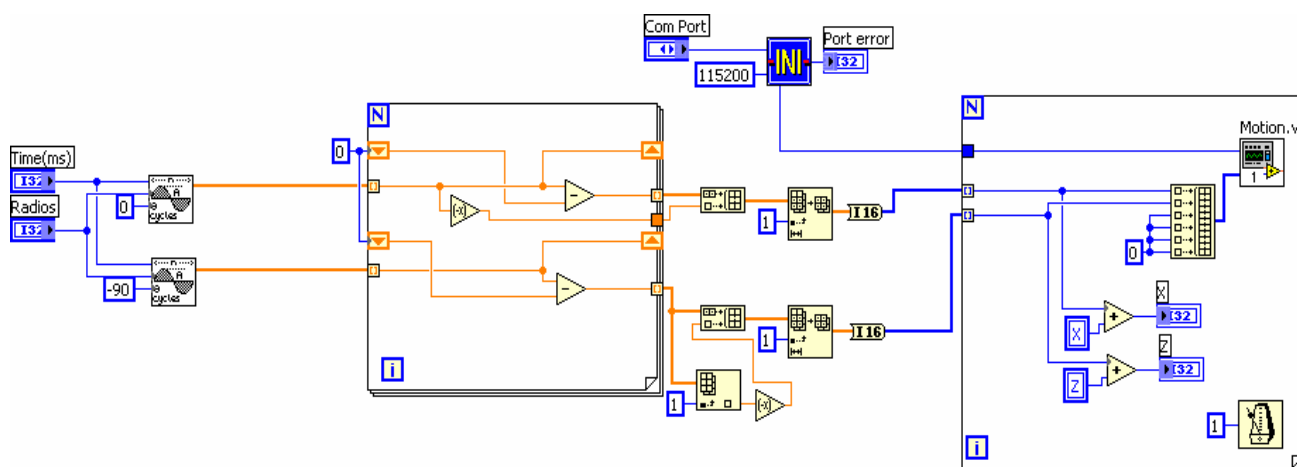 Com Port
Port error
INI
I32
115200
N
N
Motion.v
Time(ms)
0
I32
n
A
1
Radios
0
cycles
(-x)
I32
1
I16
0
n
A
-90
cycles
X
+
I32
X
1
I16
Z
+
I32
Z
i
1
(-x)
1
i